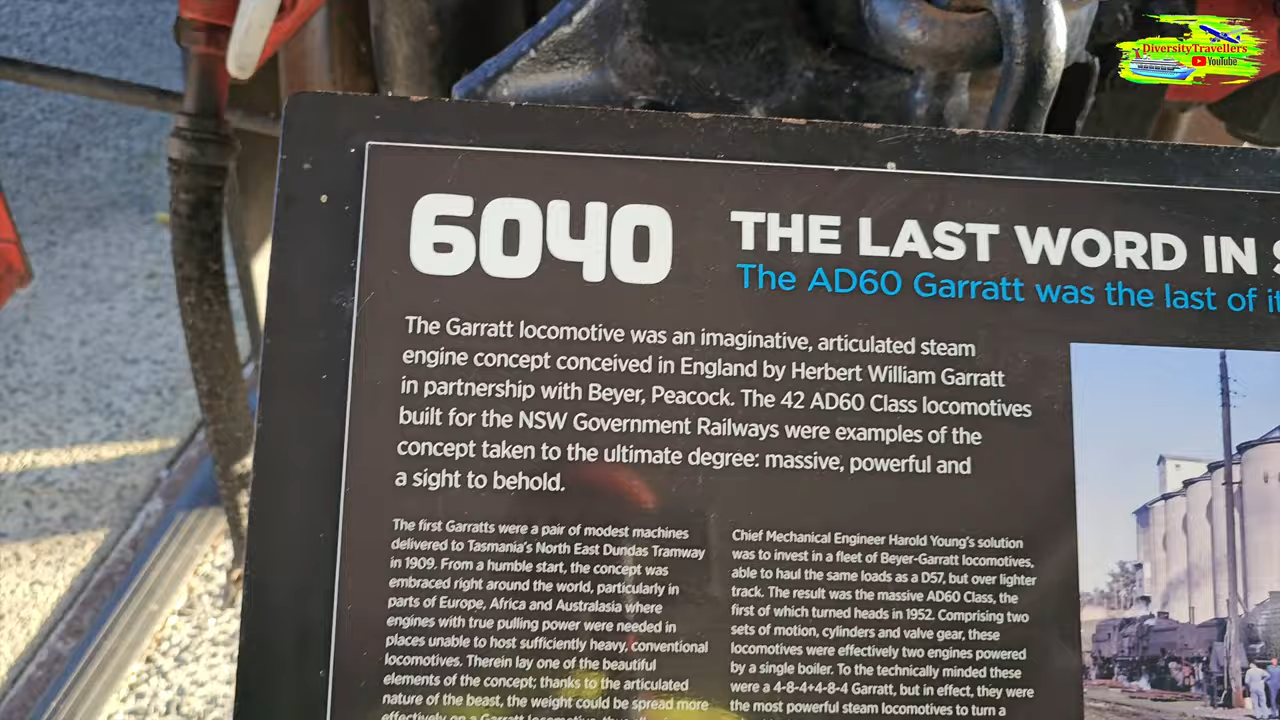 DiversityTravellers
YouTube
6040
THE LAST WORD IN
The AD60 Garratt was the last of
The Garratt locomotive was an imaginative, articulated steam
engine concept conceived in England by Herbert William Garratt
in partnership with Beyer, Peacock. The 42 AD60 Class locomotives
built for the NSW Government Railways were examples of the
concept taken to the ultimate degree: massive, powerful and
a sight to behold.
The first Garratts were a pair of modest machines
delivered to Tasmania's North East Dundas Tramway
in 1909. From a humble start, the concept was
embraced right around the world, particularly in
parts of Europe, Africa and Australasia where
engines with true pulling power were needed in
places unable to host sufficiently heavy, conventional
locomotives. Therein lay one of the beautiful
elements of the concept; thanks to the articulated
nature of the beast, the weight could be spread more
effectively on a Garratt locomotive,
Chief Mechanical Engineer Harold Young's solution
was to invest in a fleet of Beyer-Garratt locomotives,
able to haul the same loads as a D57, but over lighter
track. The result was the massive AD60 Class, the
first of which turned heads in 1952. Comprising two
sets of motion, cylinders and valve gear, these
locomotives were effectively two engines powered
by a single boiler. To the technically minded these
were a 4-8-4+4-8-4 Garratt, but in effect, they were
the most powerful steam locomotives to turn a